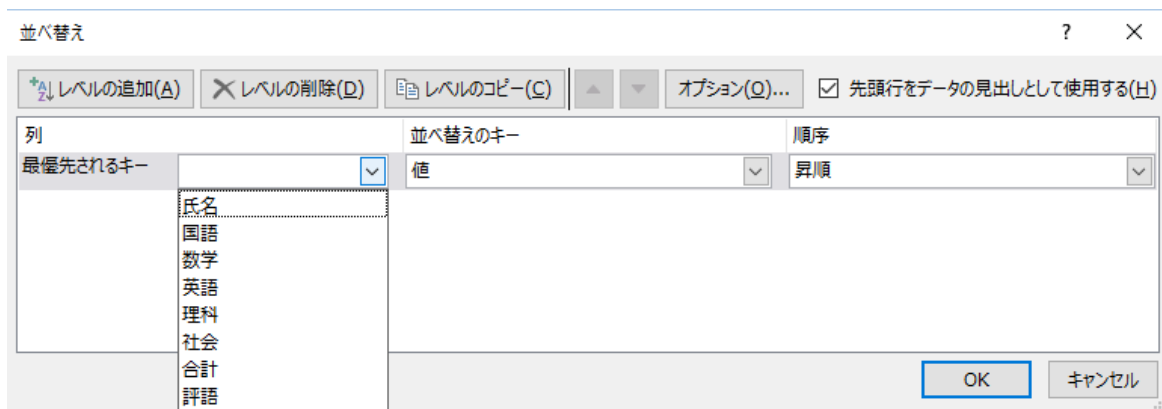 並べ替え ?
レベルの追加(A) レベルの削除(D) レベルのコピー(C) オプション(O)... 先頭行をデータの見出しとして使用する(H)
列 並べ替えのキー 順序
最優先されるキー 値 昇順
氏名
国語
数学
英語
理科
社会
合計
評語
OK キャンセル